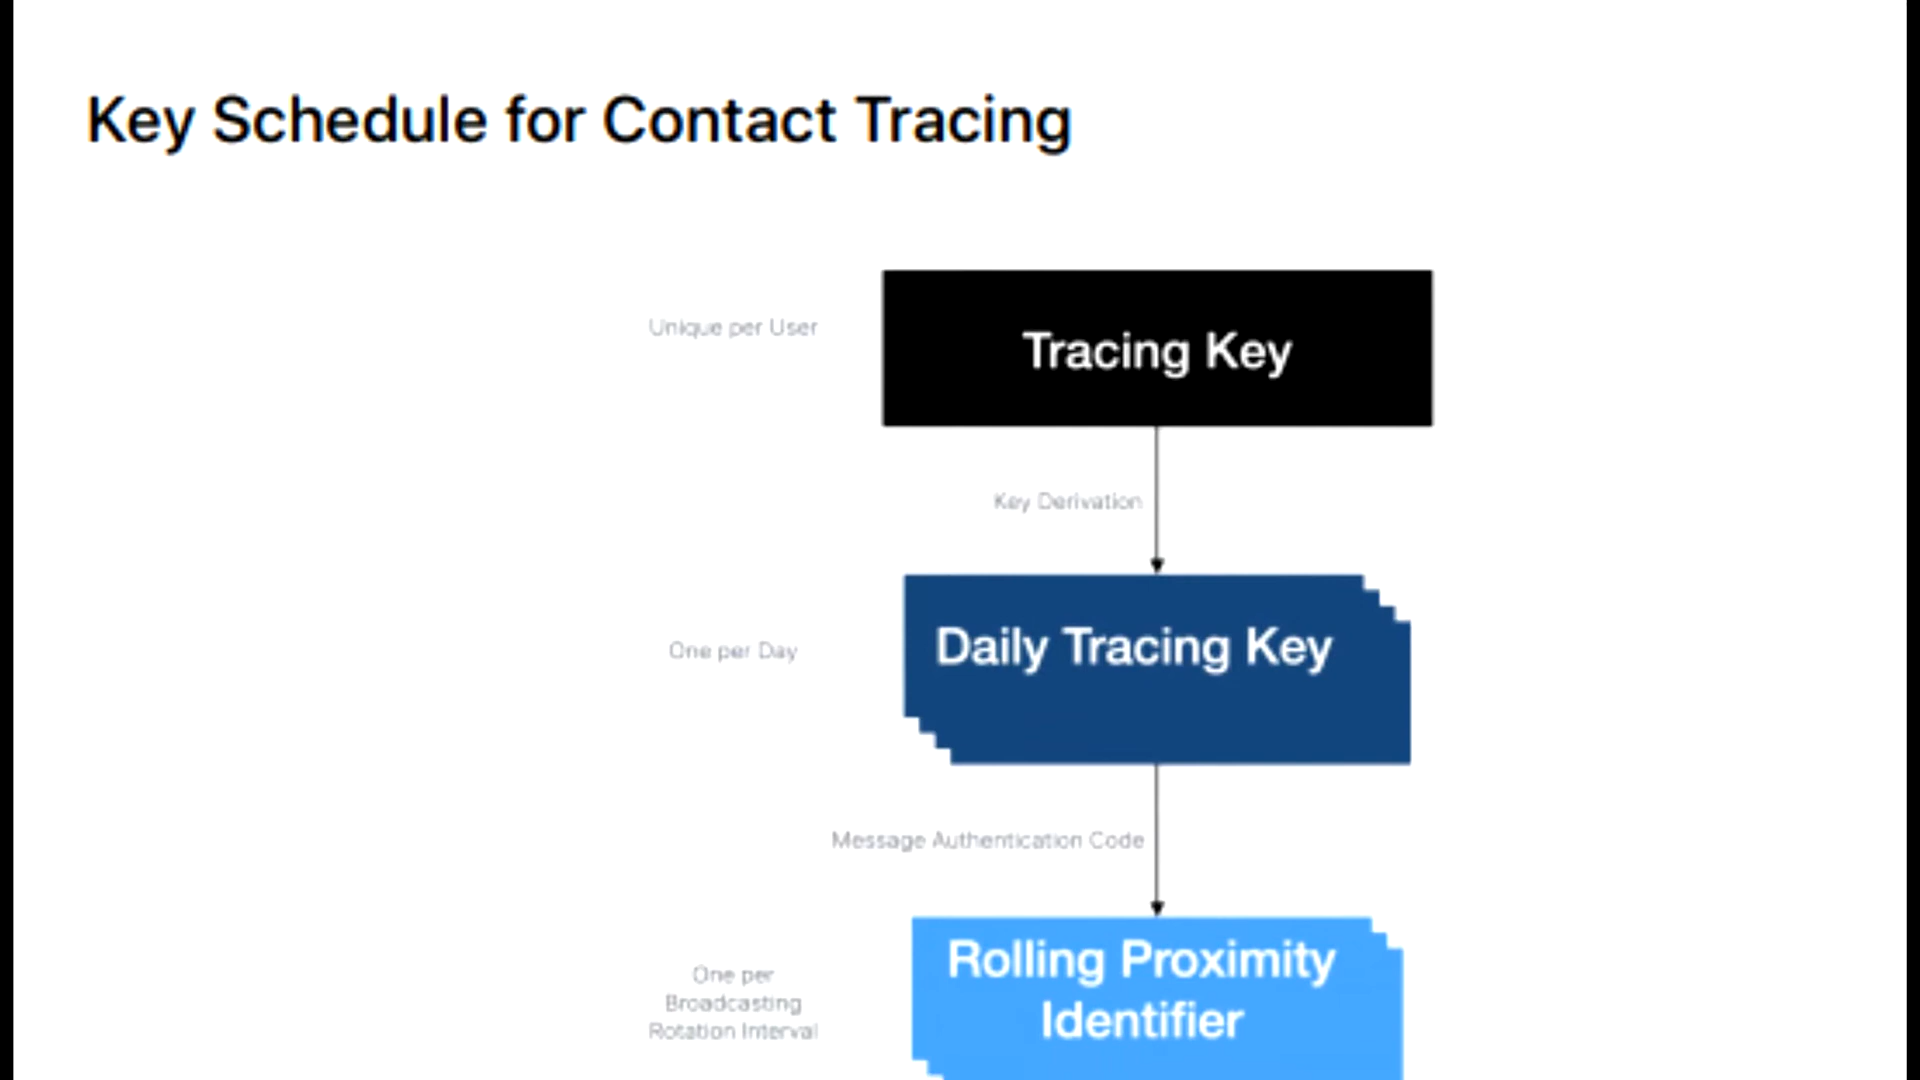 Key Schedule for Contact Tracing
Unique per User
Tracing Key
Key Derivation
One per Day
Daily Tracing Key
Message Authentication Code
One per
Broadcasting
Rotation Interval
Rolling Proximity
Identifier